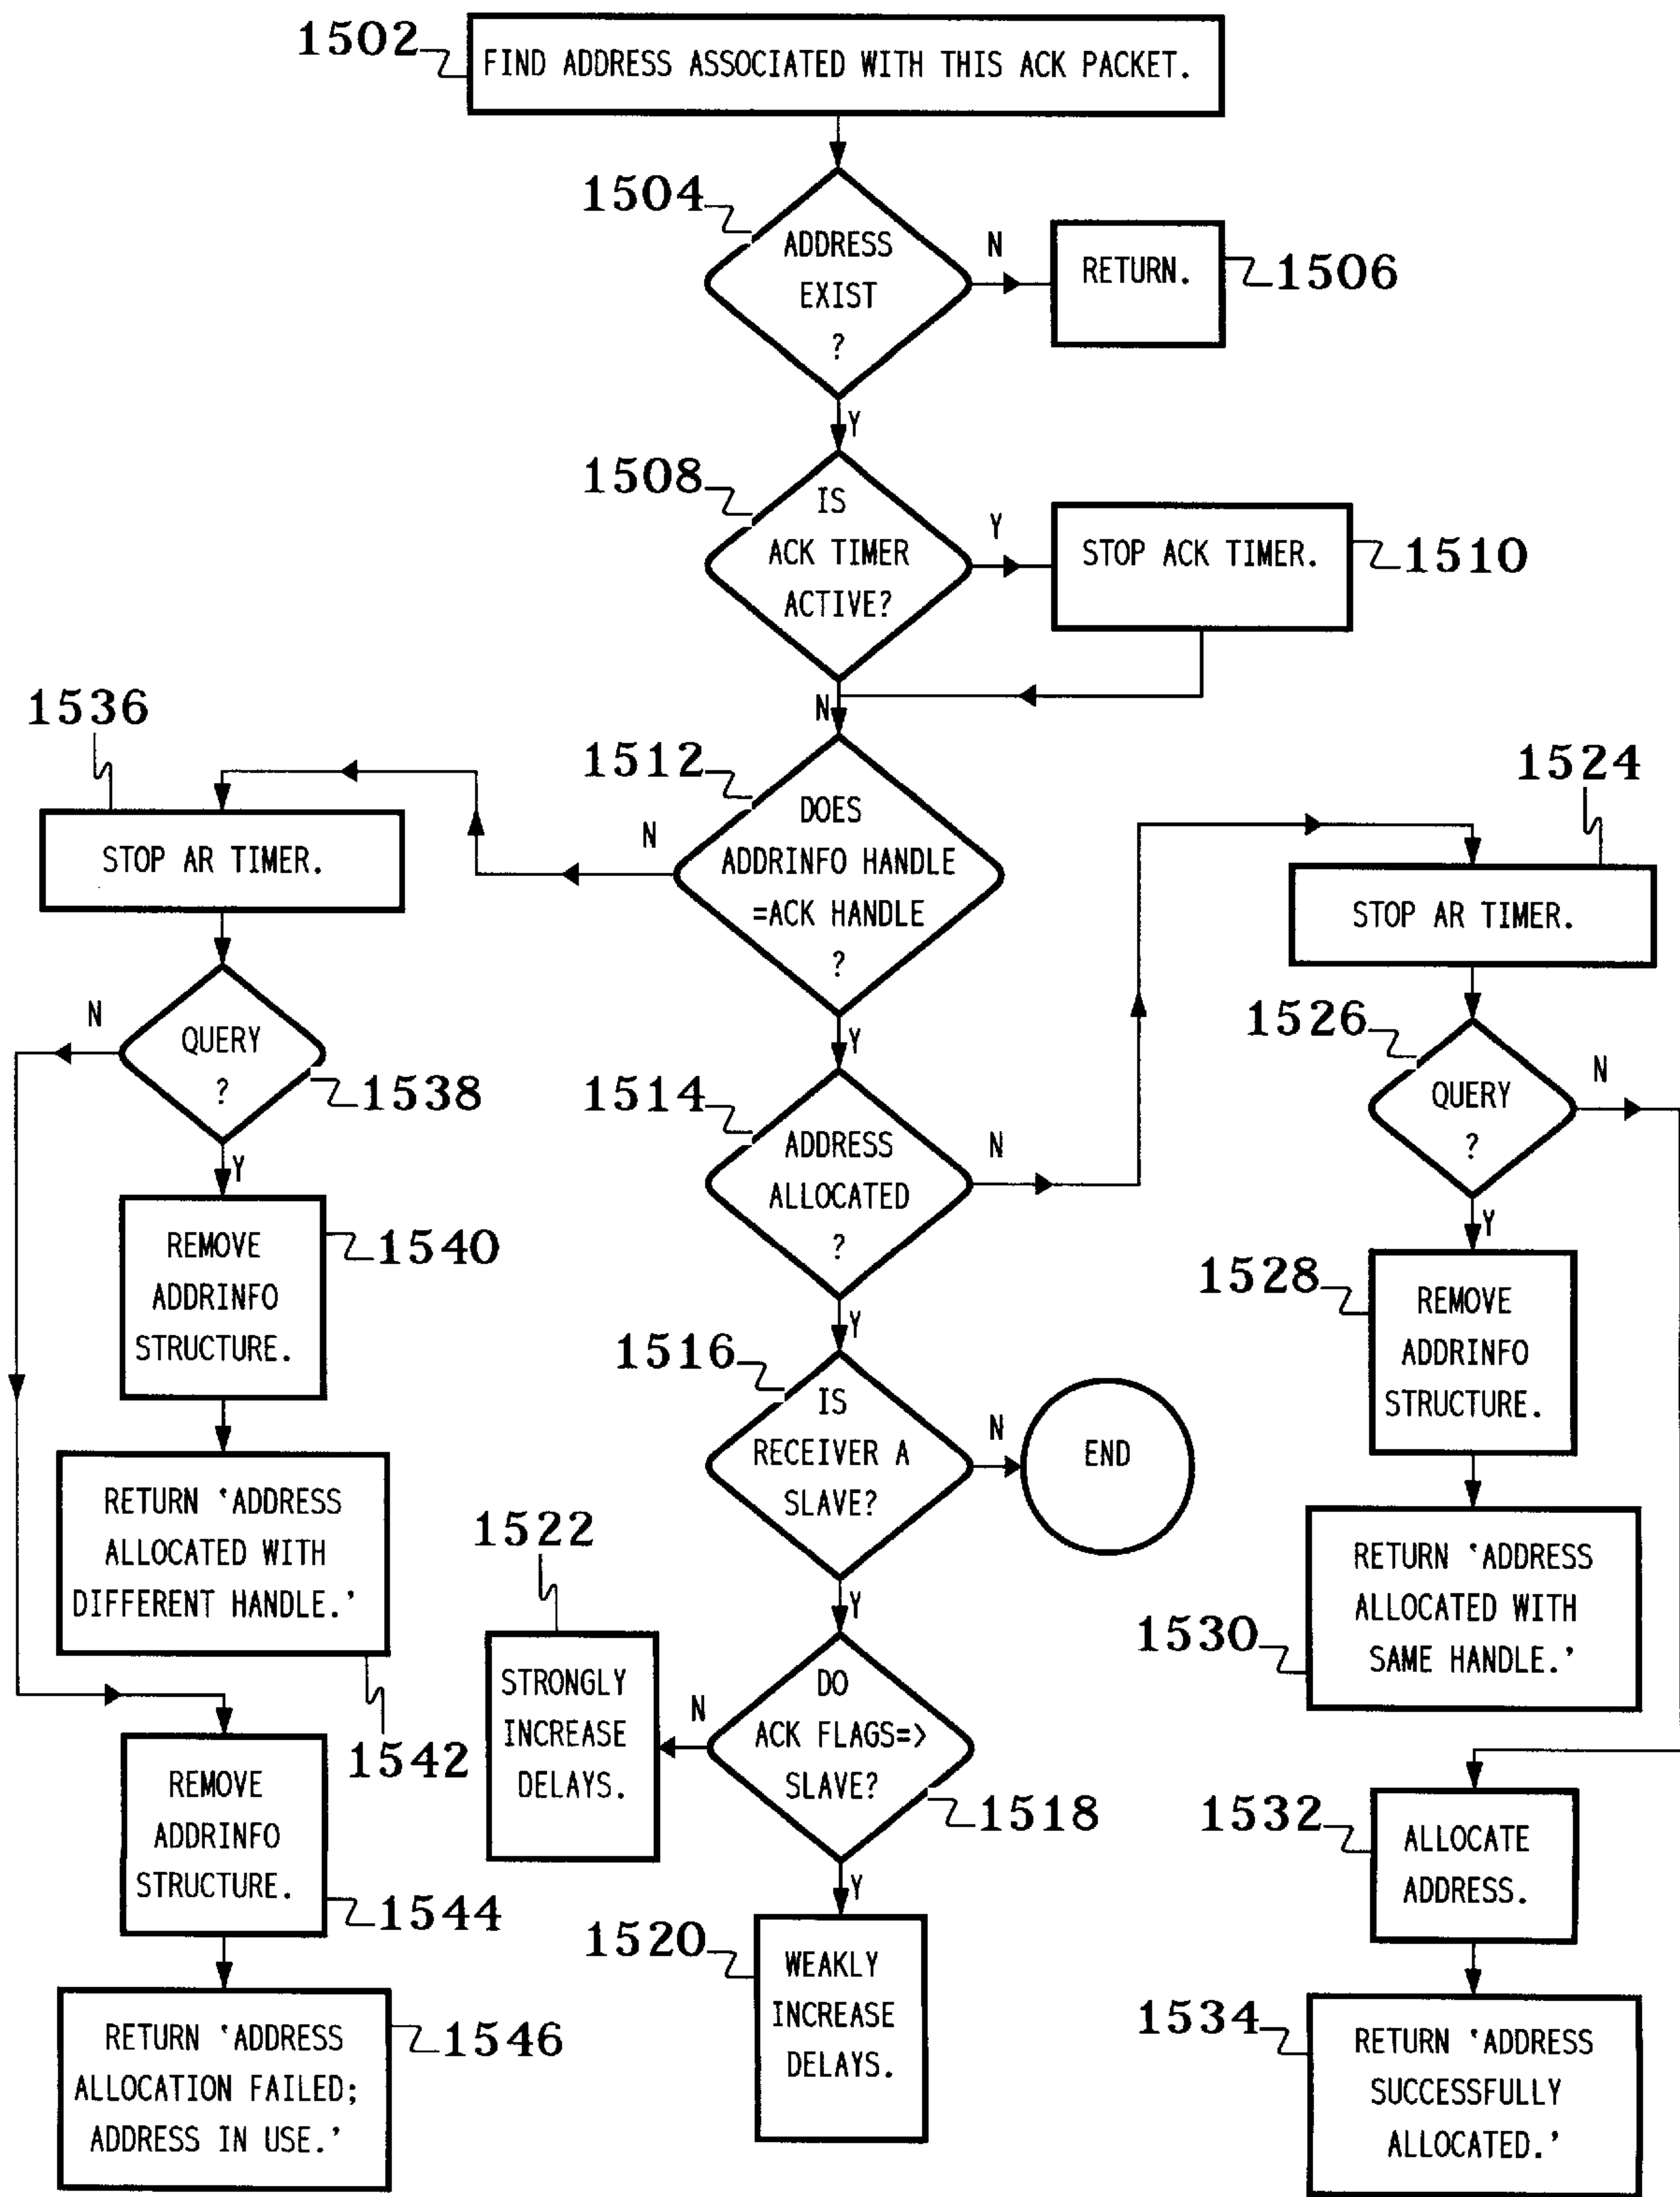 1502
FIND ADDRESS ASSOCIATED WITH THIS ACK PACKET.
1504
ADDRESS
EXIST
?
N
RETURN.
1506
Y
1508
IS
ACK TIMER
ACTIVE?
Y
STOP ACK TIMER.
1510
N
1512
DOES
ADDRINFO HANDLE
=ACK HANDLE
?
N
Y
1536
STOP AR TIMER.
QUERY
?
N
1538
Y
REMOVE
ADDRINFO
STRUCTURE.
1540
RETURN ‘ADDRESS
ALLOCATED WITH
DIFFERENT HANDLE.’
1542
REMOVE
ADDRINFO
STRUCTURE.
1544
RETURN ‘ADDRESS
ALLOCATION FAILED;
ADDRESS IN USE.’
1546
1514
ADDRESS
ALLOCATED
?
N
Y
1516
IS
RECEIVER A
SLAVE?
N
END
Y
1522
STRONGLY
INCREASE
DELAYS.
N
DO
ACK FLAGS=>
SLAVE?
1518
Y
1520
WEAKLY
INCREASE
DELAYS.
1524
STOP AR TIMER.
1526
QUERY
?
N
Y
1528
REMOVE
ADDRINFO
STRUCTURE.
1530
RETURN ‘ADDRESS
ALLOCATED WITH
SAME HANDLE.’
1532
ALLOCATE
ADDRESS.
1534
RETURN ‘ADDRESS
SUCCESSFULLY
ALLOCATED.’